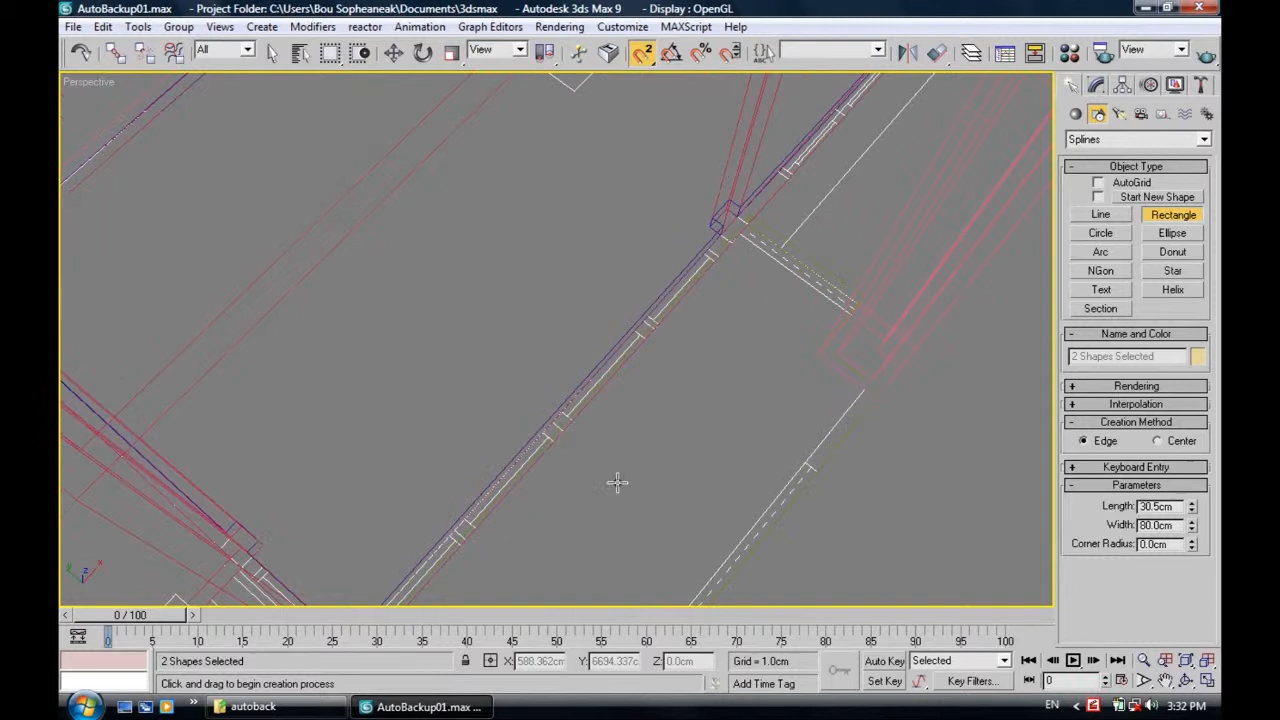 AutoBackup01.max - Project Folder: C:\Users\Bou Sopheaneak\Documents\3dsmax - Autodesk 3ds Max 9 - Display : OpenGL
File Edit Tools Group Views Create Modifiers reactor Animation Graph Editors Rendering Customize MAXScript Help
All View 2 View
Perspective
Splines
- Object Type
AutoGrid
Start New Shape
Line Rectangle
Circle Ellipse
Arc Donut
NGon Star
Text Helix
Section
- Name and Color
2 Shapes Selected
+ Rendering
+ Interpolation
- Creation Method
Edge Center
+ Keyboard Entry
- Parameters
Length: 30.5cm
Width: 80.0cm
Corner Radius: 0.0cm
< 0 / 100 >
0 5 10 15 20 25 30 35 40 45 50 55 60 65 70 75 80 85 90 95 100
2 Shapes Selected X: 588.362cm Y: 6694.337c Z: 0.0cm Grid = 1.0cm Auto Key Selected
Click and drag to begin creation process Add Time Tag Set Key Key Filters... 0
autoback AutoBackup01.max ... EN 3:32 PM